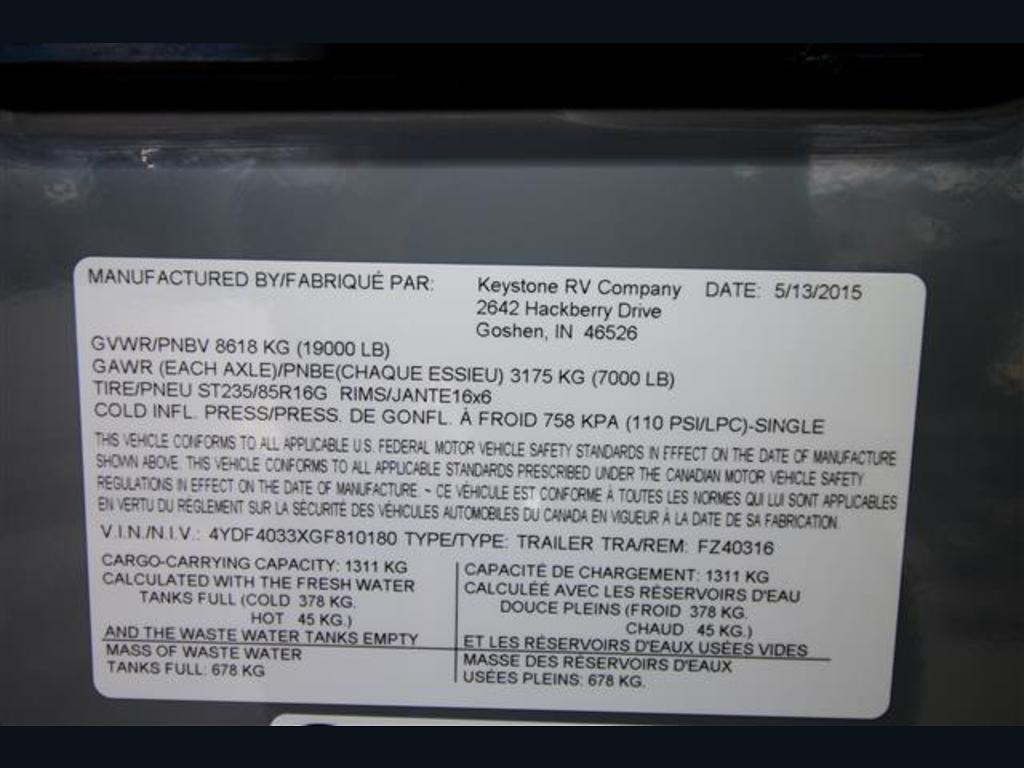 MANUFACTURED BY/FABRIQUÉ PAR: Keystone RV Company DATE: 5/13/2015
2642 Hackberry Drive
Goshen, IN 46526
GVWR/PNBV 8618 KG (19000 LB)
GAWR (EACH AXLE)/PNBE(CHAQUE ESSIEU) 3175 KG (7000 LB)
TIRE/PNEU ST235/85R16G RIMS/JANTE16x6
COLD INFL. PRESS/PRESS. DE GONFL. À FROID 758 KPA (110 PSI/LPC)-SINGLE
THIS VEHICLE CONFORMS TO ALL APPLICABLE U.S. FEDERAL MOTOR VEHICLE SAFETY STANDARDS IN EFFECT ON THE DATE OF MANUFACTURE
SHOWN ABOVE. THIS VEHICLE CONFORMS TO ALL APPLICABLE STANDARDS PRESCRIBED UNDER THE CANADIAN MOTOR VEHICLE SAFETY
REGULATIONS IN EFFECT ON THE DATE OF MANUFACTURE. ~ CE VÉHICULE EST CONFORME À TOUTES LES NORMES QUI LUI SONT APPLICABLES
EN VERTU DU RÈGLEMENT SUR LA SÉCURITÉ DES VÉHICULES AUTOMOBILES DU CANADA EN VIGUEUR À LA DATE DE SA FABRICATION.
V.I.N./N.I.V.: 4YDF4033XGF810180 TYPE/TYPE: TRAILER TRA/REM: FZ40316
CARGO-CARRYING CAPACITY: 1311 KG
CALCULATED WITH THE FRESH WATER
TANKS FULL (COLD 378 KG.
HOT 45 KG.)
AND THE WASTE WATER TANKS EMPTY
MASS OF WASTE WATER
TANKS FULL: 678 KG
CAPACITÉ DE CHARGEMENT: 1311 KG
CALCULÉE AVEC LES RÉSERVOIRS D'EAU
DOUCE PLEINS (FROID 378 KG.
CHAUD 45 KG.)
ET LES RÉSERVOIRS D'EAUX USÉES VIDES
MASSE DES RÉSERVOIRS D'EAUX
USÉES PLEINS: 678 KG.